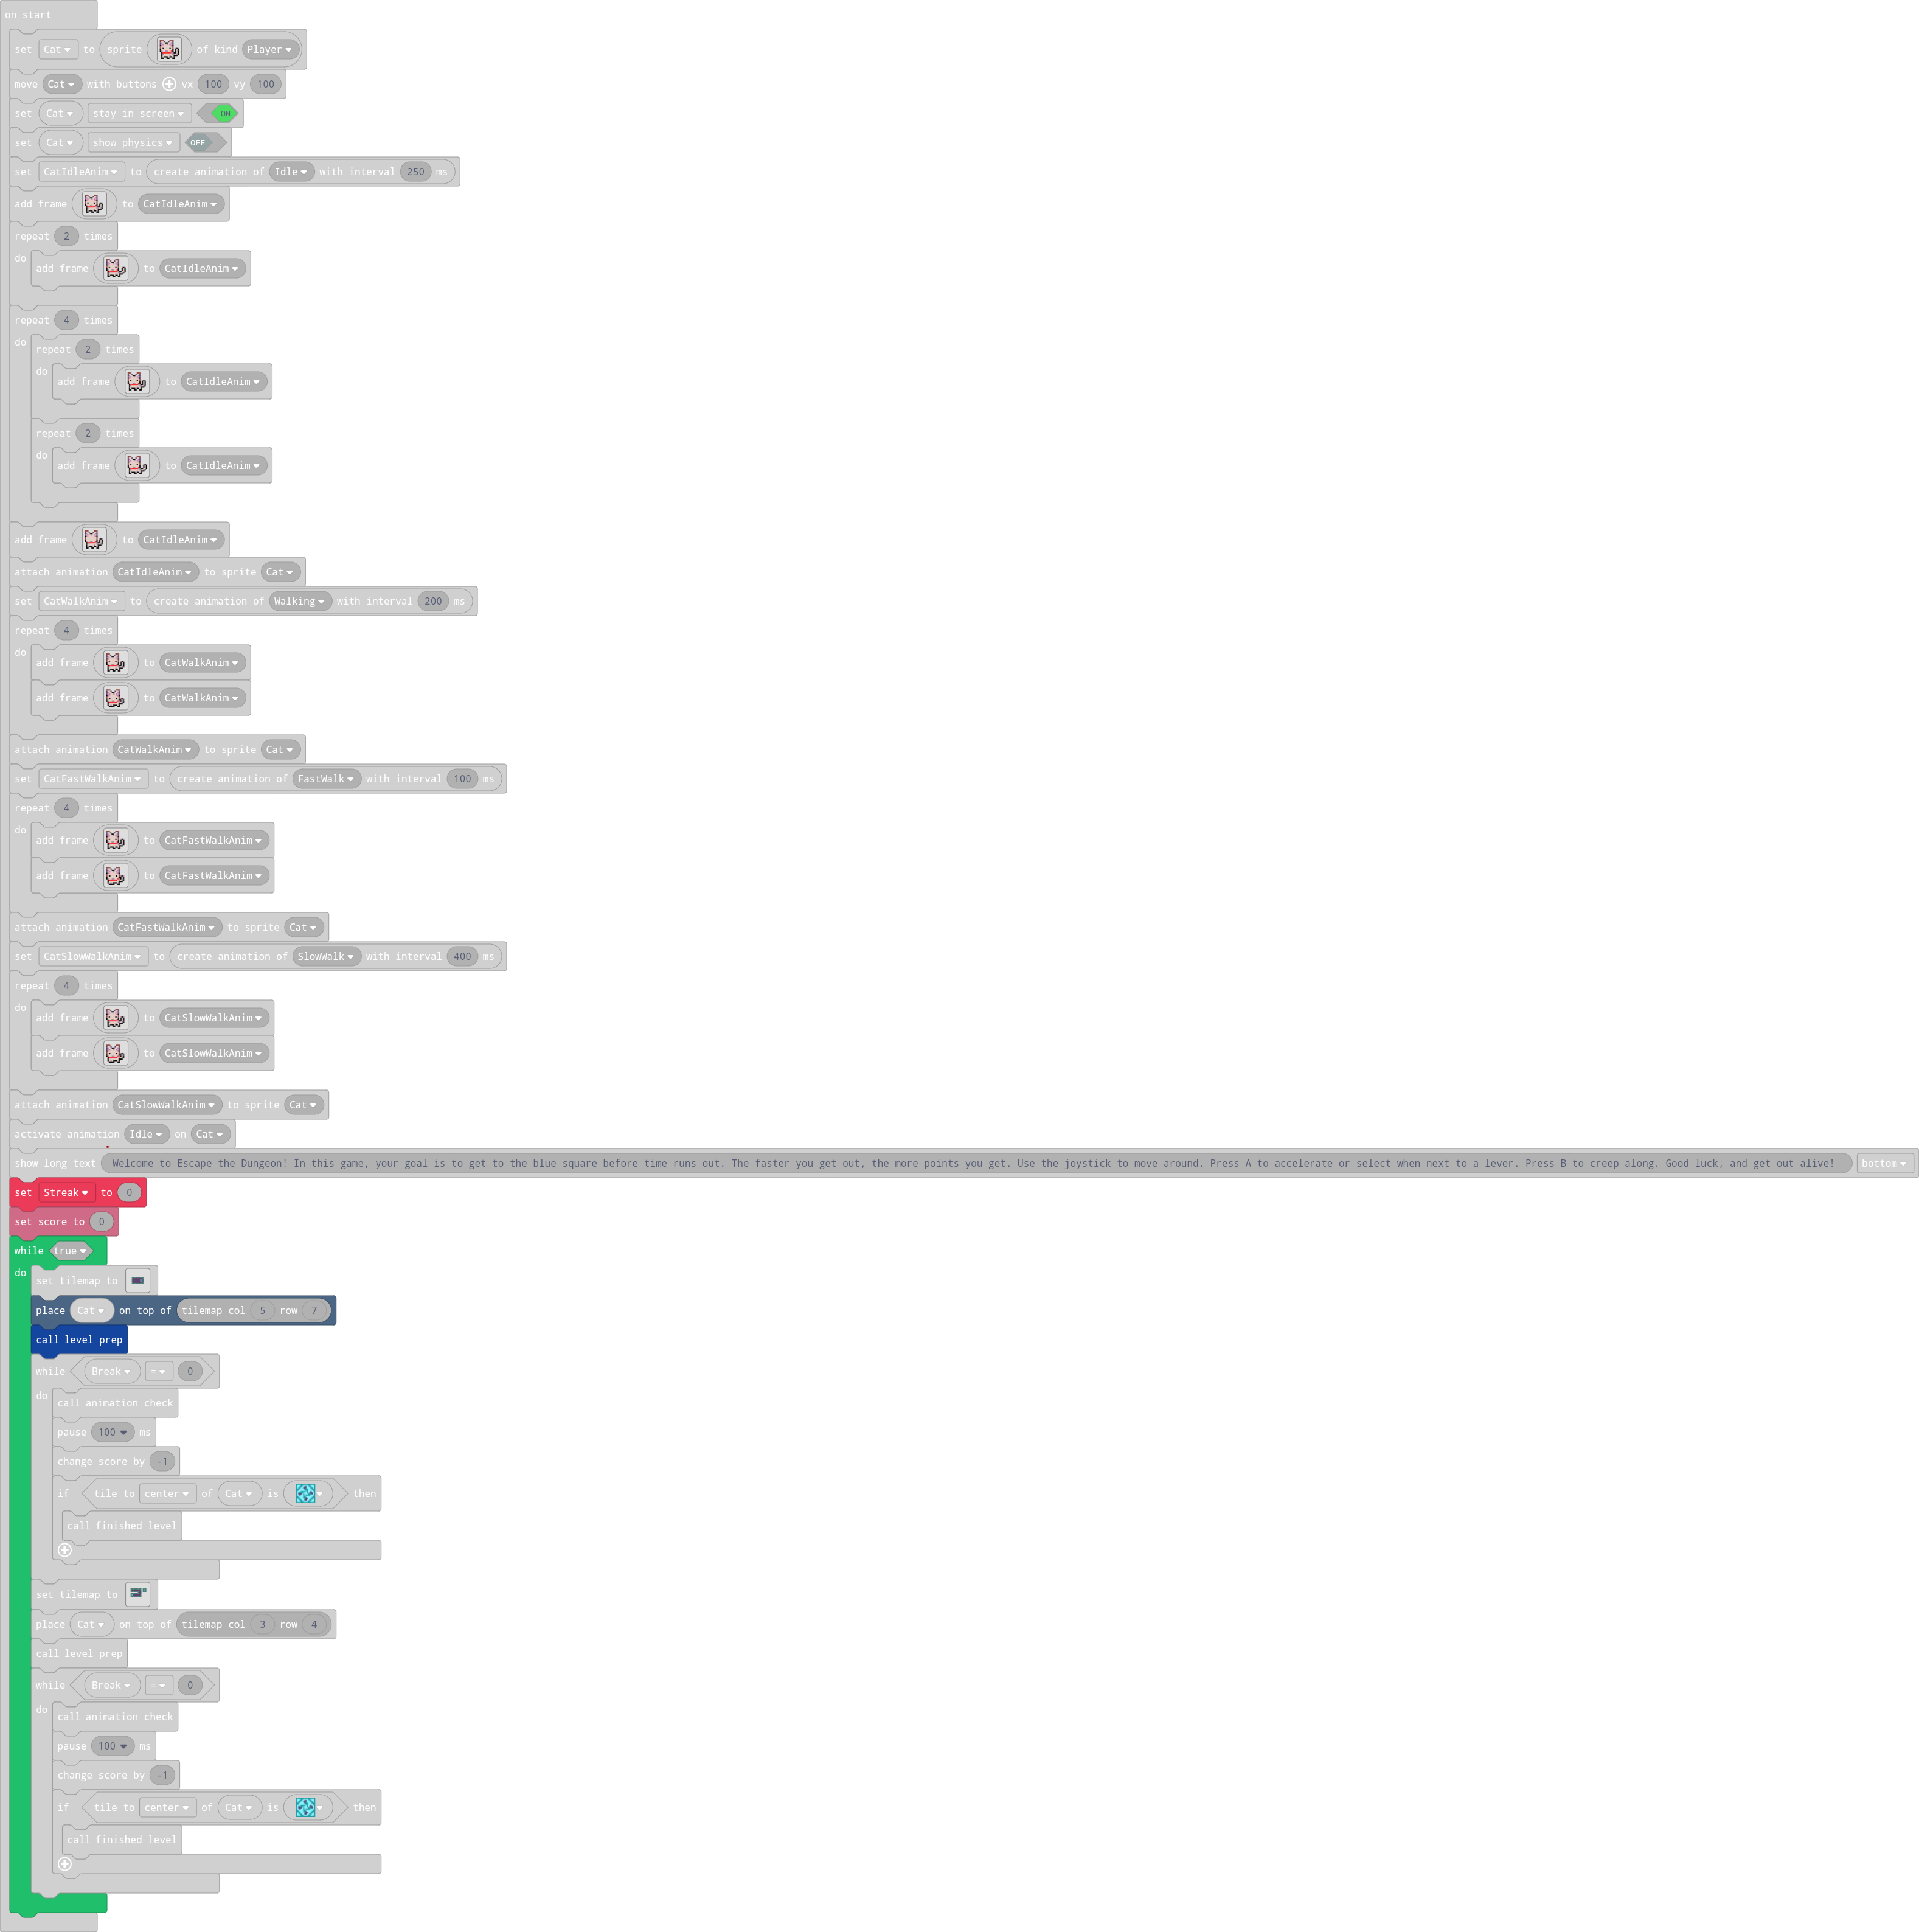 on start
set Cat to sprite of kind Player
move Cat with buttons vx 100 vy 100
set Cat stay in screen ON
set Cat show physics OFF
set CatIdleAnim to create animation of Idle with interval 250 ms
add frame to CatIdleAnim
repeat 2 times
do
add frame to CatIdleAnim
repeat 4 times
do
repeat 2 times
do
add frame to CatIdleAnim
repeat 2 times
do
add frame to CatIdleAnim
add frame to CatIdleAnim
attach animation CatIdleAnim to sprite Cat
set CatWalkAnim to create animation of Walking with interval 200 ms
repeat 4 times
do
add frame to CatWalkAnim
add frame to CatWalkAnim
attach animation CatWalkAnim to sprite Cat
set CatFastWalkAnim to create animation of FastWalk with interval 100 ms
repeat 4 times
do
add frame to CatFastWalkAnim
add frame to CatFastWalkAnim
attach animation CatFastWalkAnim to sprite Cat
set CatSlowWalkAnim to create animation of SlowWalk with interval 400 ms
repeat 4 times
do
add frame to CatSlowWalkAnim
add frame to CatSlowWalkAnim
attach animation CatSlowWalkAnim to sprite Cat
activate animation Idle on Cat
show long text Welcome to Escape the Dungeon! In this game, your goal is to get to the blue square before time runs out. The faster you get out, the more points you get. Use the joystick to move around. Press A to accelerate or select when next to a lever. Press B to creep along. Good luck, and get out alive! bottom
set Streak to 0
set score to 0
while true
do
set tilemap to
place Cat on top of tilemap col 5 row 7
call level prep
while Break = 0
do
call animation check
pause 100 ms
change score by -1
if tile to center of Cat is then
call finished level
set tilemap to
place Cat on top of tilemap col 3 row 4
call level prep
while Break = 0
do
call animation check
pause 100 ms
change score by -1
if tile to center of Cat is then
call finished level